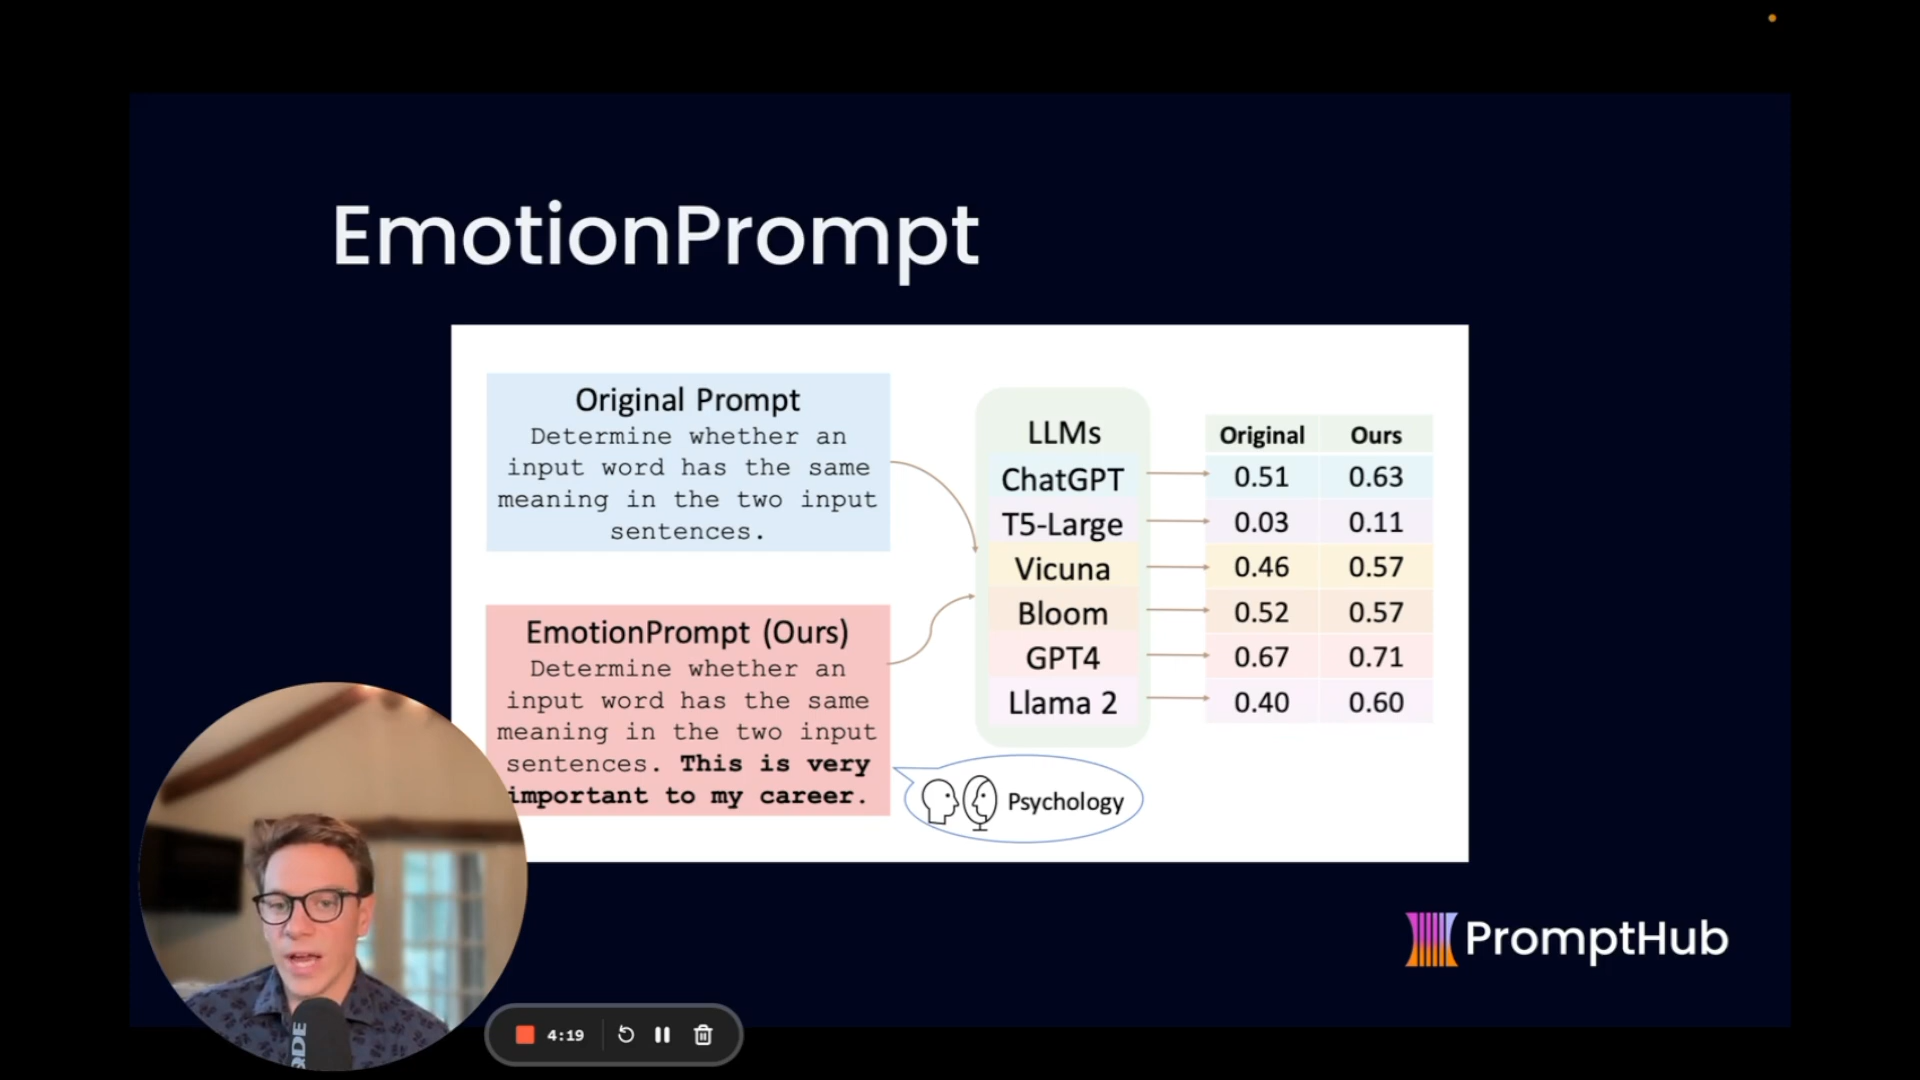 EmotionPrompt
Original Prompt
Determine whether an
input word has the same
meaning in the two input
sentences.
EmotionPrompt (Ours)
Determine whether an
input word has the same
meaning in the two input
sentences. This is very
important to my career.
Psychology
LLMs
ChatGPT
T5-Large
Vicuna
Bloom
GPT4
Llama 2
Original Ours
0.51 0.63
0.03 0.11
0.46 0.57
0.52 0.57
0.67 0.71
0.40 0.60
PromptHub
4:19